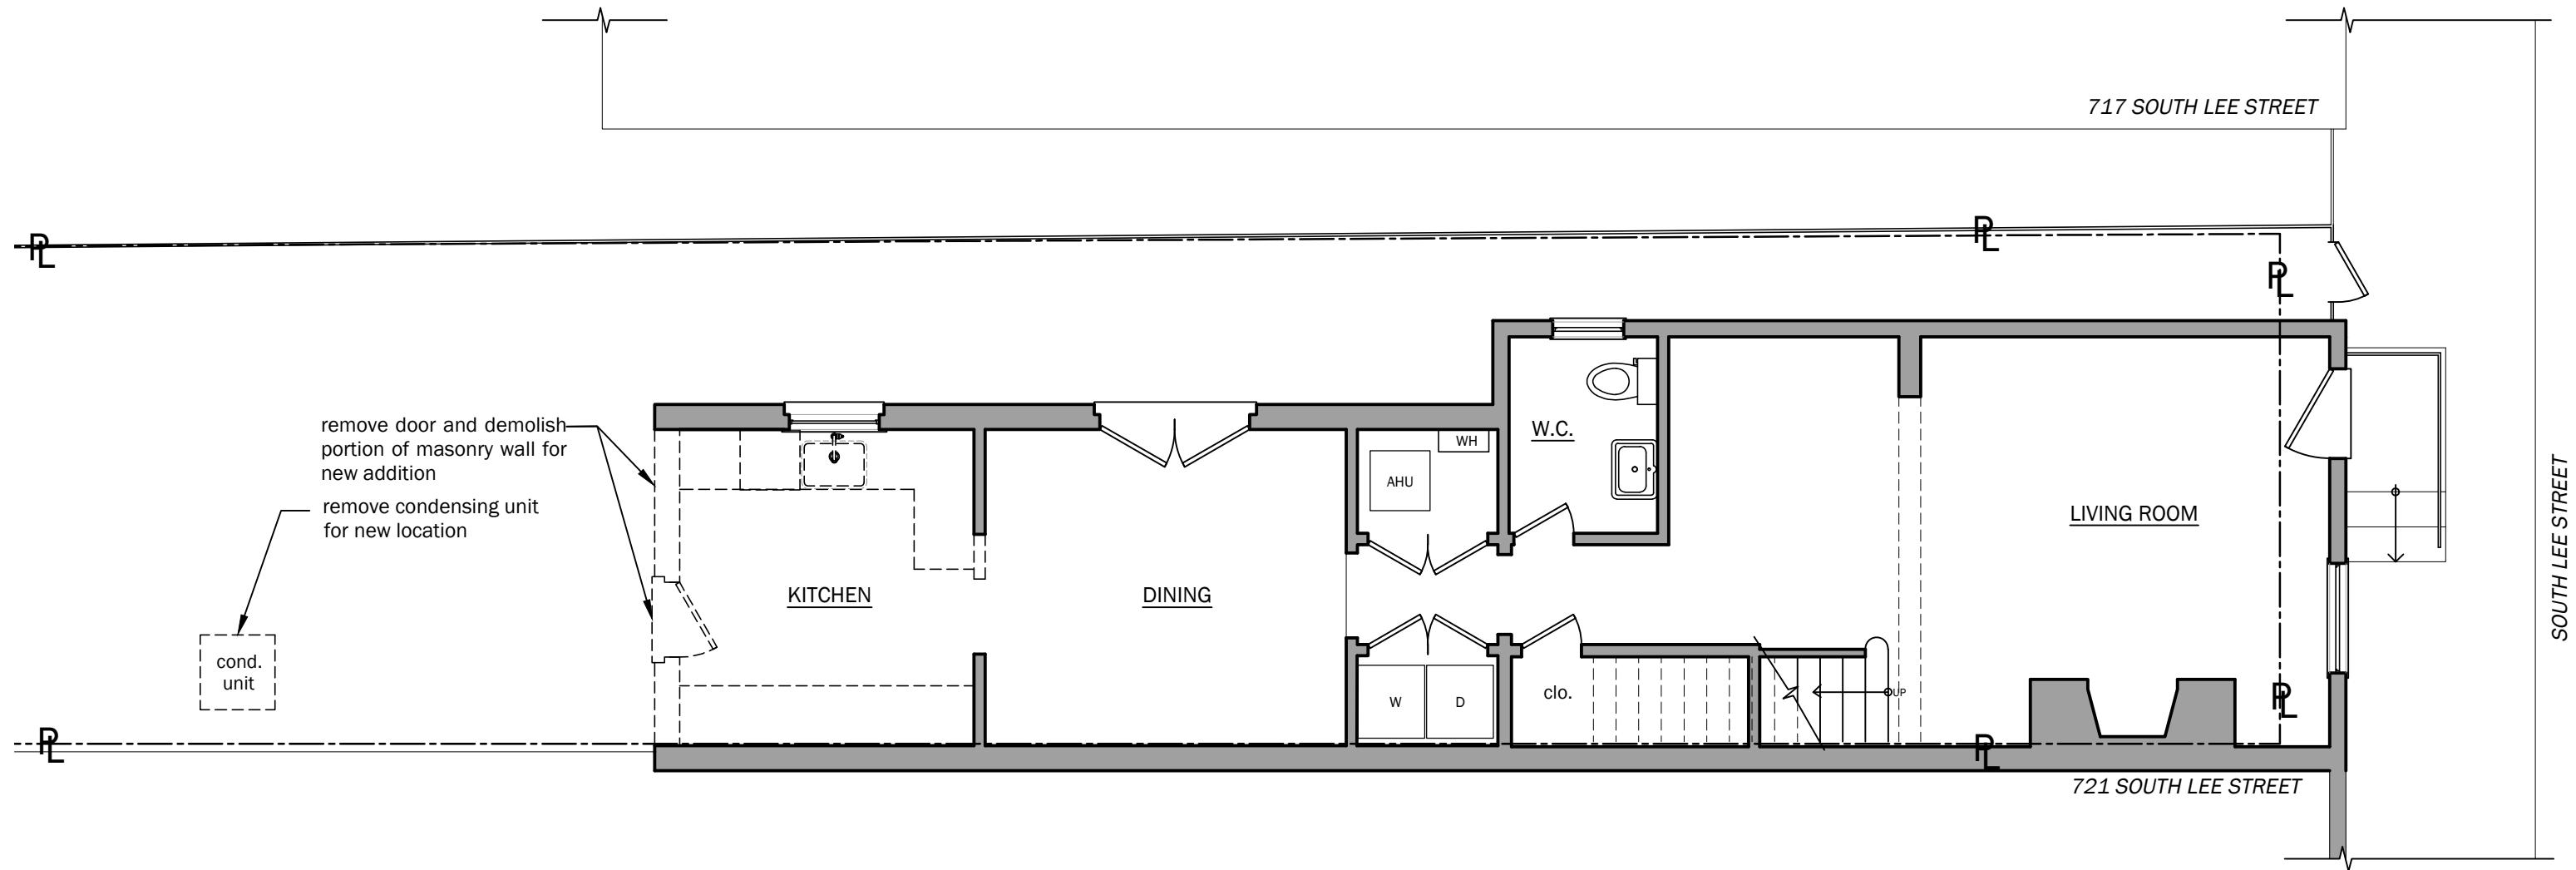 717 SOUTH LEE STREET
PL
PL
PL
remove door and demolish
portion of masonry wall for
new addition
remove condensing unit
for new location
W.C.
WH
AHU
LIVING ROOM
SOUTH LEE STREET
KITCHEN
DINING
cond.
unit
clo.
UP
W
D
PL
PL
PL
721 SOUTH LEE STREET